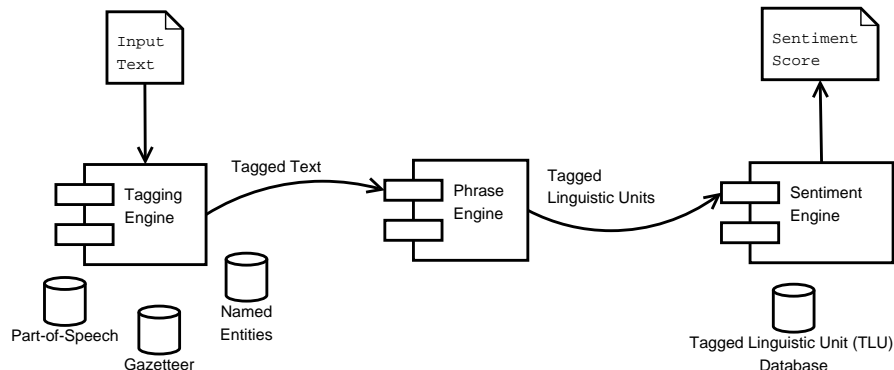 Input
Text
Sentiment
Score
Tagged Text
Tagging
Engine
Phrase
Engine
Tagged
Linguistic Units
Sentiment
Engine
Part-of-Speech
Gazetteer
Named
Entities
Tagged Linguistic Unit (TLU)
Database